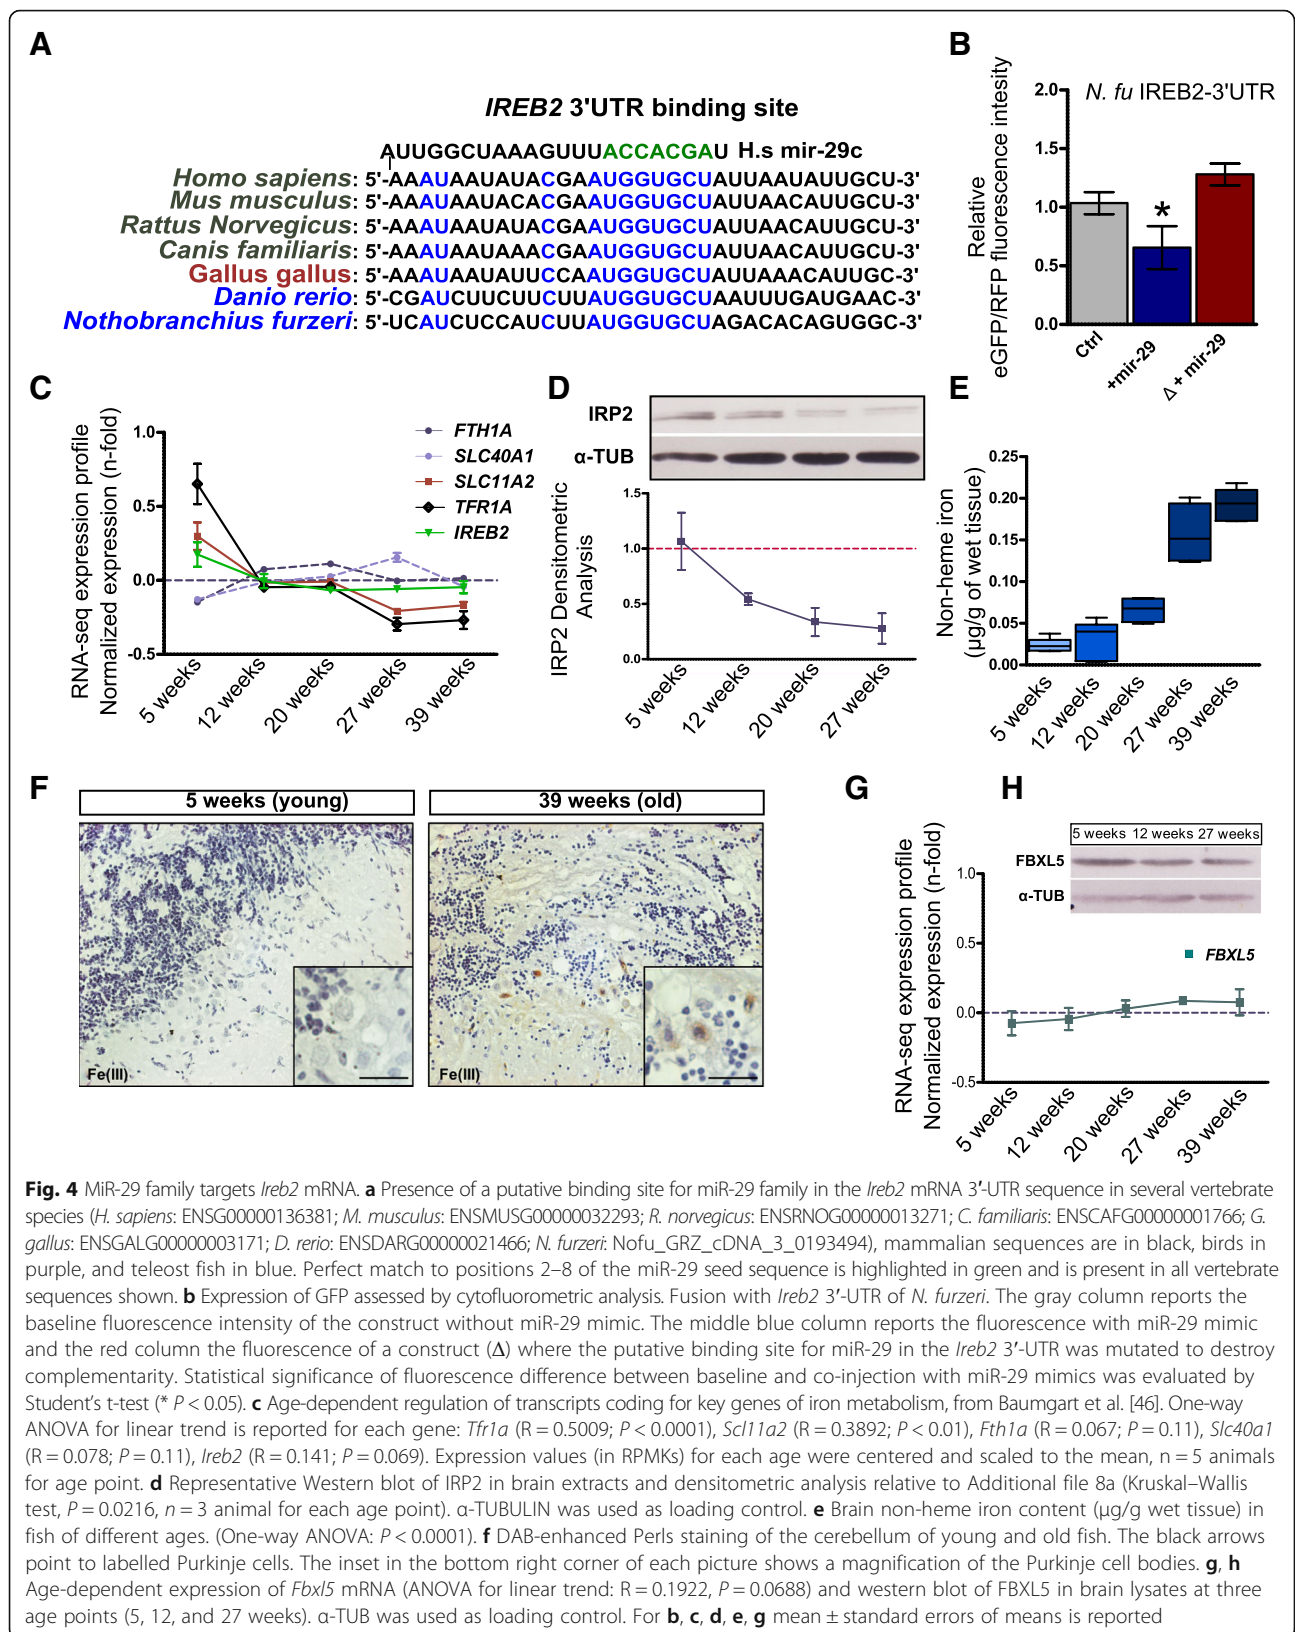 A
IREB2 3'UTR binding site
AUUGGCUAAAGUUUACCACGAU H.s mir-29c
Homo sapiens: 5'-AAAUAAUAUACGAAUGGUGCUAUUAAUAUUGCU-3'
Mus musculus: 5'-AAAUAAUACACGAAUGGUGCUAUUAACAUUGCU-3'
Rattus Norvegicus: 5'-AAAUAAUAUACGAAUGGUGCUAUUAACAUUGCU-3'
Canis familiaris: 5'-AAAUAAUAAACGAAUGGUGCUAUUAACAUUGCU-3'
Gallus gallus: 5'-AAAUAAUAUUCCAAUGGUGCUAUUAAACAUUGC-3'
Danio rerio: 5'-CGAUCUUCUUCUUAUGGUGCUAAUUUGAUGAAC-3'
Nothobranchius furzeri: 5'-UCAUCUCCAUCUUAUGGUGCUAGACACAGUGGC-3'
B
Relative
eGFP/RFP fluorescence intesity
N. fu IREB2-3'UTR
2.0
1.5
1.0
0.5
0.0
*
Ctrl
+mir-29
Δ + mir-29
C
RNA-seq expression profile
Normalized expression (n-fold)
1.0
0.5
0.0
-0.5
FTH1A
SLC40A1
SLC11A2
TFR1A
IREB2
5 weeks
12 weeks
20 weeks
27 weeks
39 weeks
D
IRP2
α-TUB
IRP2 Densitometric
Analysis
1.5
1.0
0.5
0.0
5 weeks
12 weeks
20 weeks
27 weeks
E
Non-heme iron
(µg/g of wet tissue)
0.25
0.20
0.15
0.10
0.05
0.00
5 weeks
12 weeks
20 weeks
27 weeks
39 weeks
F
5 weeks (young)
39 weeks (old)
Fe(III)
Fe(III)
G
RNA-seq expression profile
Normalized expression (n-fold)
1.0
0.5
0.0
-0.5
FBXL5
5 weeks
12 weeks
20 weeks
27 weeks
39 weeks
H
5 weeks 12 weeks 27 weeks
FBXL5
α-TUB
Fig. 4 MiR-29 family targets Ireb2 mRNA. a Presence of a putative binding site for miR-29 family in the Ireb2 mRNA 3′-UTR sequence in several vertebrate
species (H. sapiens: ENSG00000136381; M. musculus: ENSMUSG00000032293; R. norvegicus: ENSRNOG00000013271; C. familiaris: ENSCAFG00000001766; G.
gallus: ENSGALG00000003171; D. rerio: ENSDARG00000021466; N. furzeri: Nofu_GRZ_cDNA_3_0193494), mammalian sequences are in black, birds in
purple, and teleost fish in blue. Perfect match to positions 2–8 of the miR-29 seed sequence is highlighted in green and is present in all vertebrate
sequences shown. b Expression of GFP assessed by cytofluorometric analysis. Fusion with Ireb2 3′-UTR of N. furzeri. The gray column reports the
baseline fluorescence intensity of the construct without miR-29 mimic. The middle blue column reports the fluorescence with miR-29 mimic
and the red column the fluorescence of a construct (Δ) where the putative binding site for miR-29 in the Ireb2 3′-UTR was mutated to destroy
complementarity. Statistical significance of fluorescence difference between baseline and co-injection with miR-29 mimics was evaluated by
Student's t-test (* P < 0.05). c Age-dependent regulation of transcripts coding for key genes of iron metabolism, from Baumgart et al. [46]. One-way
ANOVA for linear trend is reported for each gene: Tfr1a (R = 0.5009; P < 0.0001), Scl11a2 (R = 0.3892; P < 0.01), Fth1a (R = 0.067; P = 0.11), Slc40a1
(R = 0.078; P = 0.11), Ireb2 (R = 0.141; P = 0.069). Expression values (in RPMKs) for each age were centered and scaled to the mean, n = 5 animals
for age point. d Representative Western blot of IRP2 in brain extracts and densitometric analysis relative to Additional file 8a (Kruskal–Wallis
test, P = 0.0216, n = 3 animal for each age point). α-TUBULIN was used as loading control. e Brain non-heme iron content (µg/g wet tissue) in
fish of different ages. (One-way ANOVA: P < 0.0001). f DAB-enhanced Perls staining of the cerebellum of young and old fish. The black arrows
point to labelled Purkinje cells. The inset in the bottom right corner of each picture shows a magnification of the Purkinje cell bodies. g, h
Age-dependent expression of Fbxl5 mRNA (ANOVA for linear trend: R = 0.1922, P = 0.0688) and western blot of FBXL5 in brain lysates at three
age points (5, 12, and 27 weeks). α-TUB was used as loading control. For b, c, d, e, g mean ± standard errors of means is reported